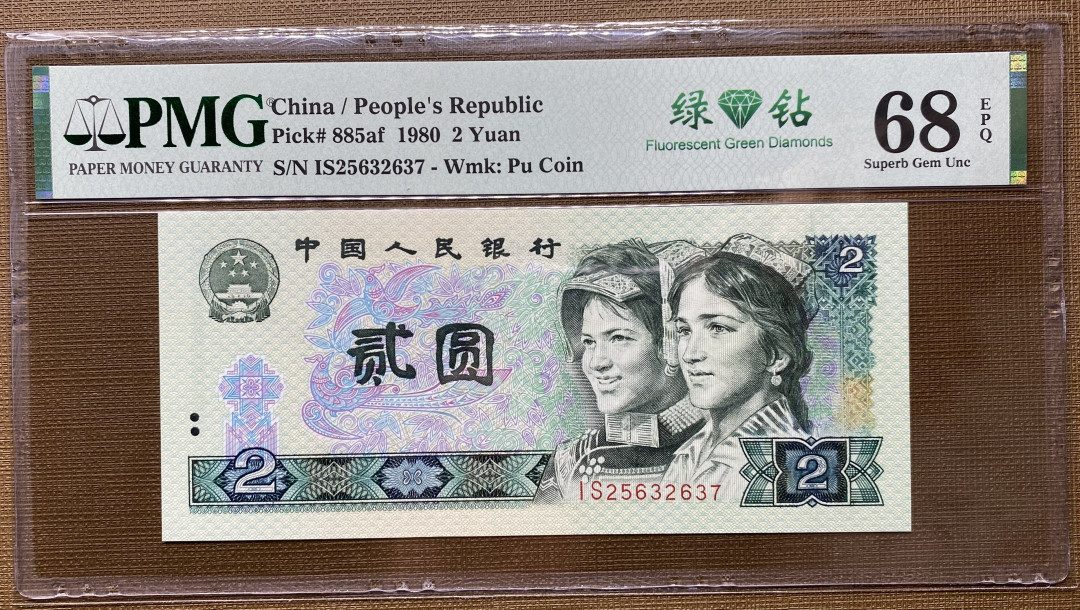 PMG®
PAPER MONEY GUARANTY
China / People's Republic
Pick# 885af 1980 2 Yuan
S/N IS25632637 - Wmk: Pu Coin
绿 钻
Fluorescent Green Diamonds
68
EPQ
Superb Gem Unc
中国人民银行
2
贰圆
2
IS25632637
2